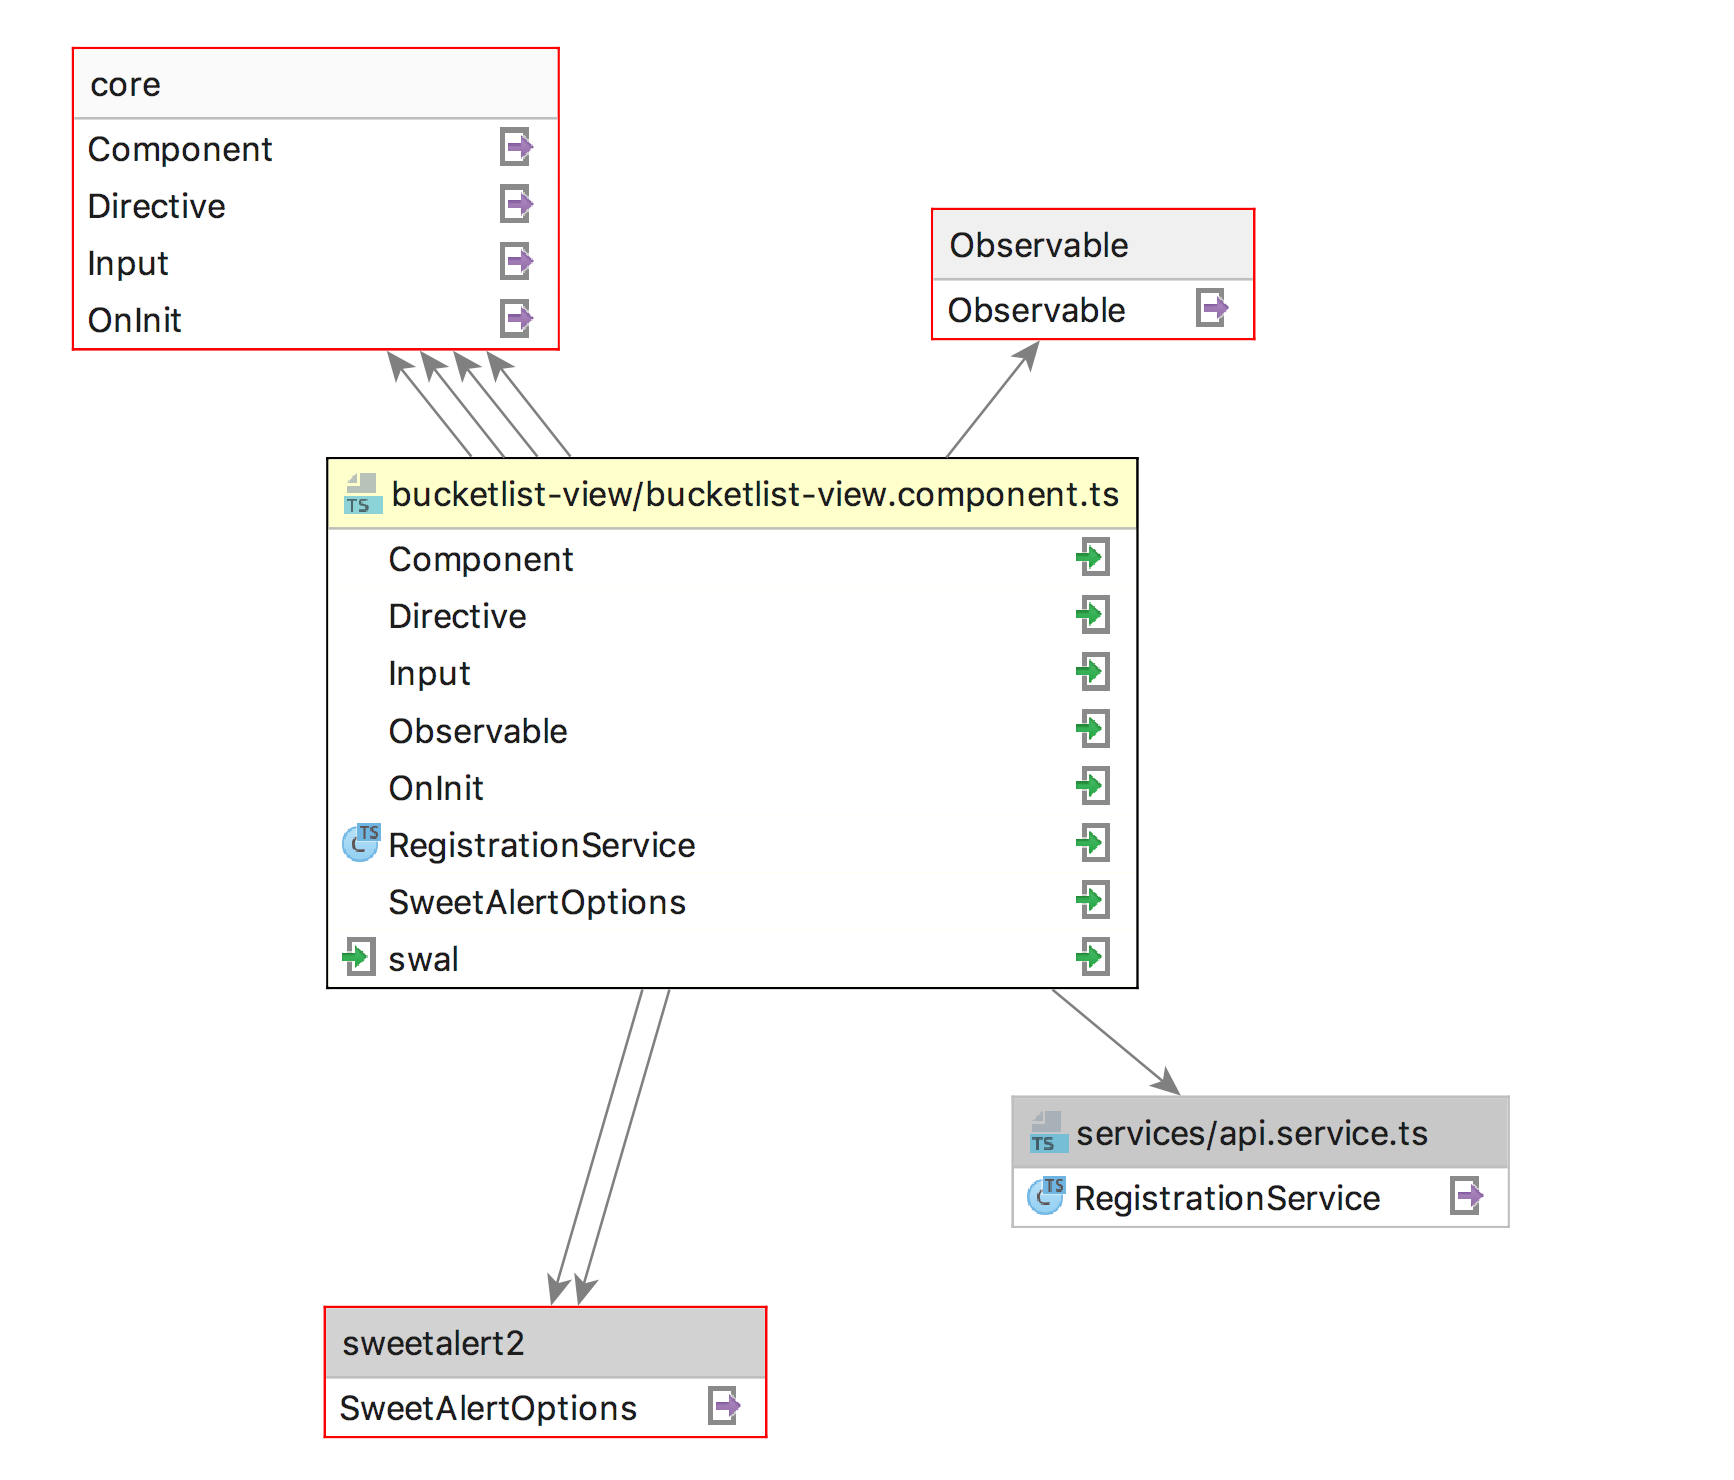 core
Component
Directive
Input
OnInit
Observable
Observable
TS bucketlist-view/bucketlist-view.component.ts
Component
Directive
Input
Observable
OnInit
C TS RegistrationService
SweetAlertOptions
swal
TS services/api.service.ts
C TS RegistrationService
sweetalert2
SweetAlertOptions